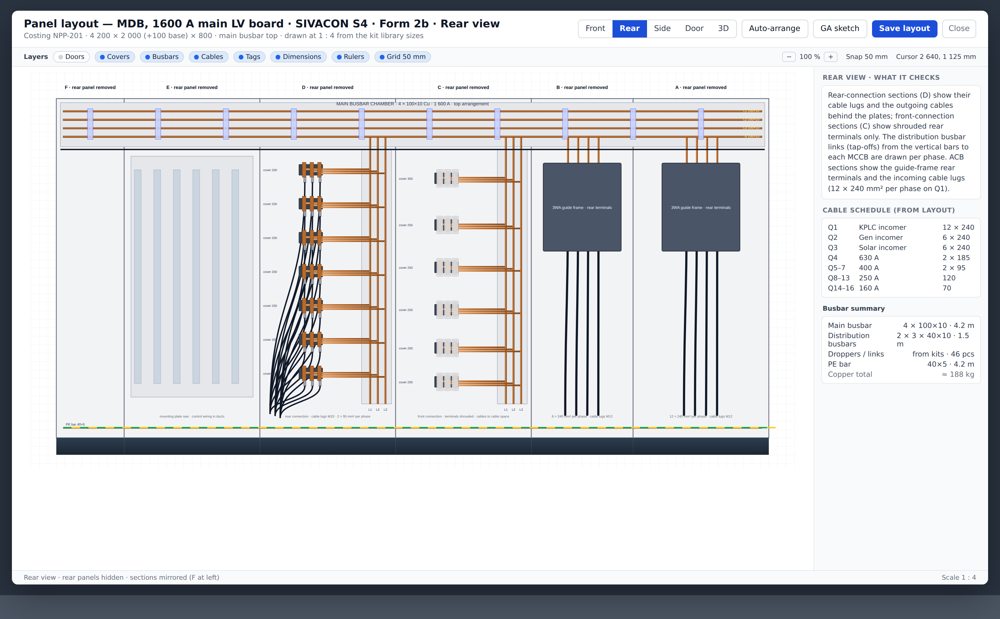 Panel layout — MDB, 1600 A main LV board · SIVACON S4 · Form 2b · Rear view
Costing NPP-201 · 4 200 × 2 000 (+100 base) × 800 · main busbar top · drawn at 1 : 4 from the kit library sizes
Front Rear Side Door 3D Auto-arrange GA sketch Save layout Close
Layers Doors Covers Busbars Cables Tags Dimensions Rulers Grid 50 mm
− 100 % + Snap 50 mm Cursor 2 640, 1 125 mm
F · rear panel removed E · rear panel removed D · rear panel removed C · rear panel removed B · rear panel removed A · rear panel removed
MAIN BUSBAR CHAMBER · 4 × 100×10 Cu · 1 600 A · top arrangement
L1 100×10
L2 100×10
L3 100×10
N 100×10
cover 200
cover 200
cover 200
cover 200
cover 200
cover 200
cover
cover 300
cover 250
cover 250
cover 250
cover 200
cover 200
3WA guide frame · rear terminals
3WA guide frame · rear terminals
L1 L2 L3
L1 L2 L3
mounting plate rear · control wiring in ducts
rear connection · cable lugs M10 · 2 × 95 mm² per phase
front connection · terminals shrouded · cables to cable space
6 × 240 mm² per phase · cable lugs M12
12 × 240 mm² per phase · cable lugs M12
PE bar 40×5
REAR VIEW · WHAT IT CHECKS
Rear-connection sections (D) show their
cable lugs and the outgoing cables
behind the plates; front-connection
sections (C) show shrouded rear
terminals only. The distribution busbar
links (tap-offs) from the vertical bars to
each MCCB are drawn per phase. ACB
sections show the guide-frame rear
terminals and the incoming cable lugs
(12 × 240 mm² per phase on Q1).
CABLE SCHEDULE (FROM LAYOUT)
Q1 KPLC incomer 12 × 240
Q2 Gen incomer 6 × 240
Q3 Solar incomer 6 × 240
Q4 630 A 2 × 185
Q5–7 400 A 2 × 95
Q8–13 250 A 120
Q14–16 160 A 70
Busbar summary
Main busbar 4 × 100×10 · 4.2 m
Distribution 2 × 3 × 40×10 · 1.5
busbars m
Droppers / links from kits · 46 pcs
PE bar 40×5 · 4.2 m
Copper total ≈ 188 kg
Rear view · rear panels hidden · sections mirrored (F at left)
Scale 1 : 4